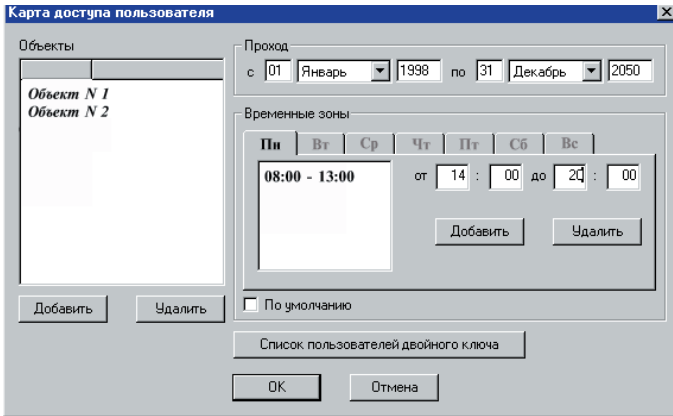 Карта доступа пользователя
Объекты
Объект N 1
Объект N 2
Добавить Удалить
Проход
с 01 Январь 1998 по 31 Декабрь 2050
Временные зоны
Пн Вт Ср Чт Пт Сб Вс
08:00 - 13:00
от 14 : 00 до 20 : 00
Добавить Удалить
По умолчанию
Список пользователей двойного ключа
OK Отмена